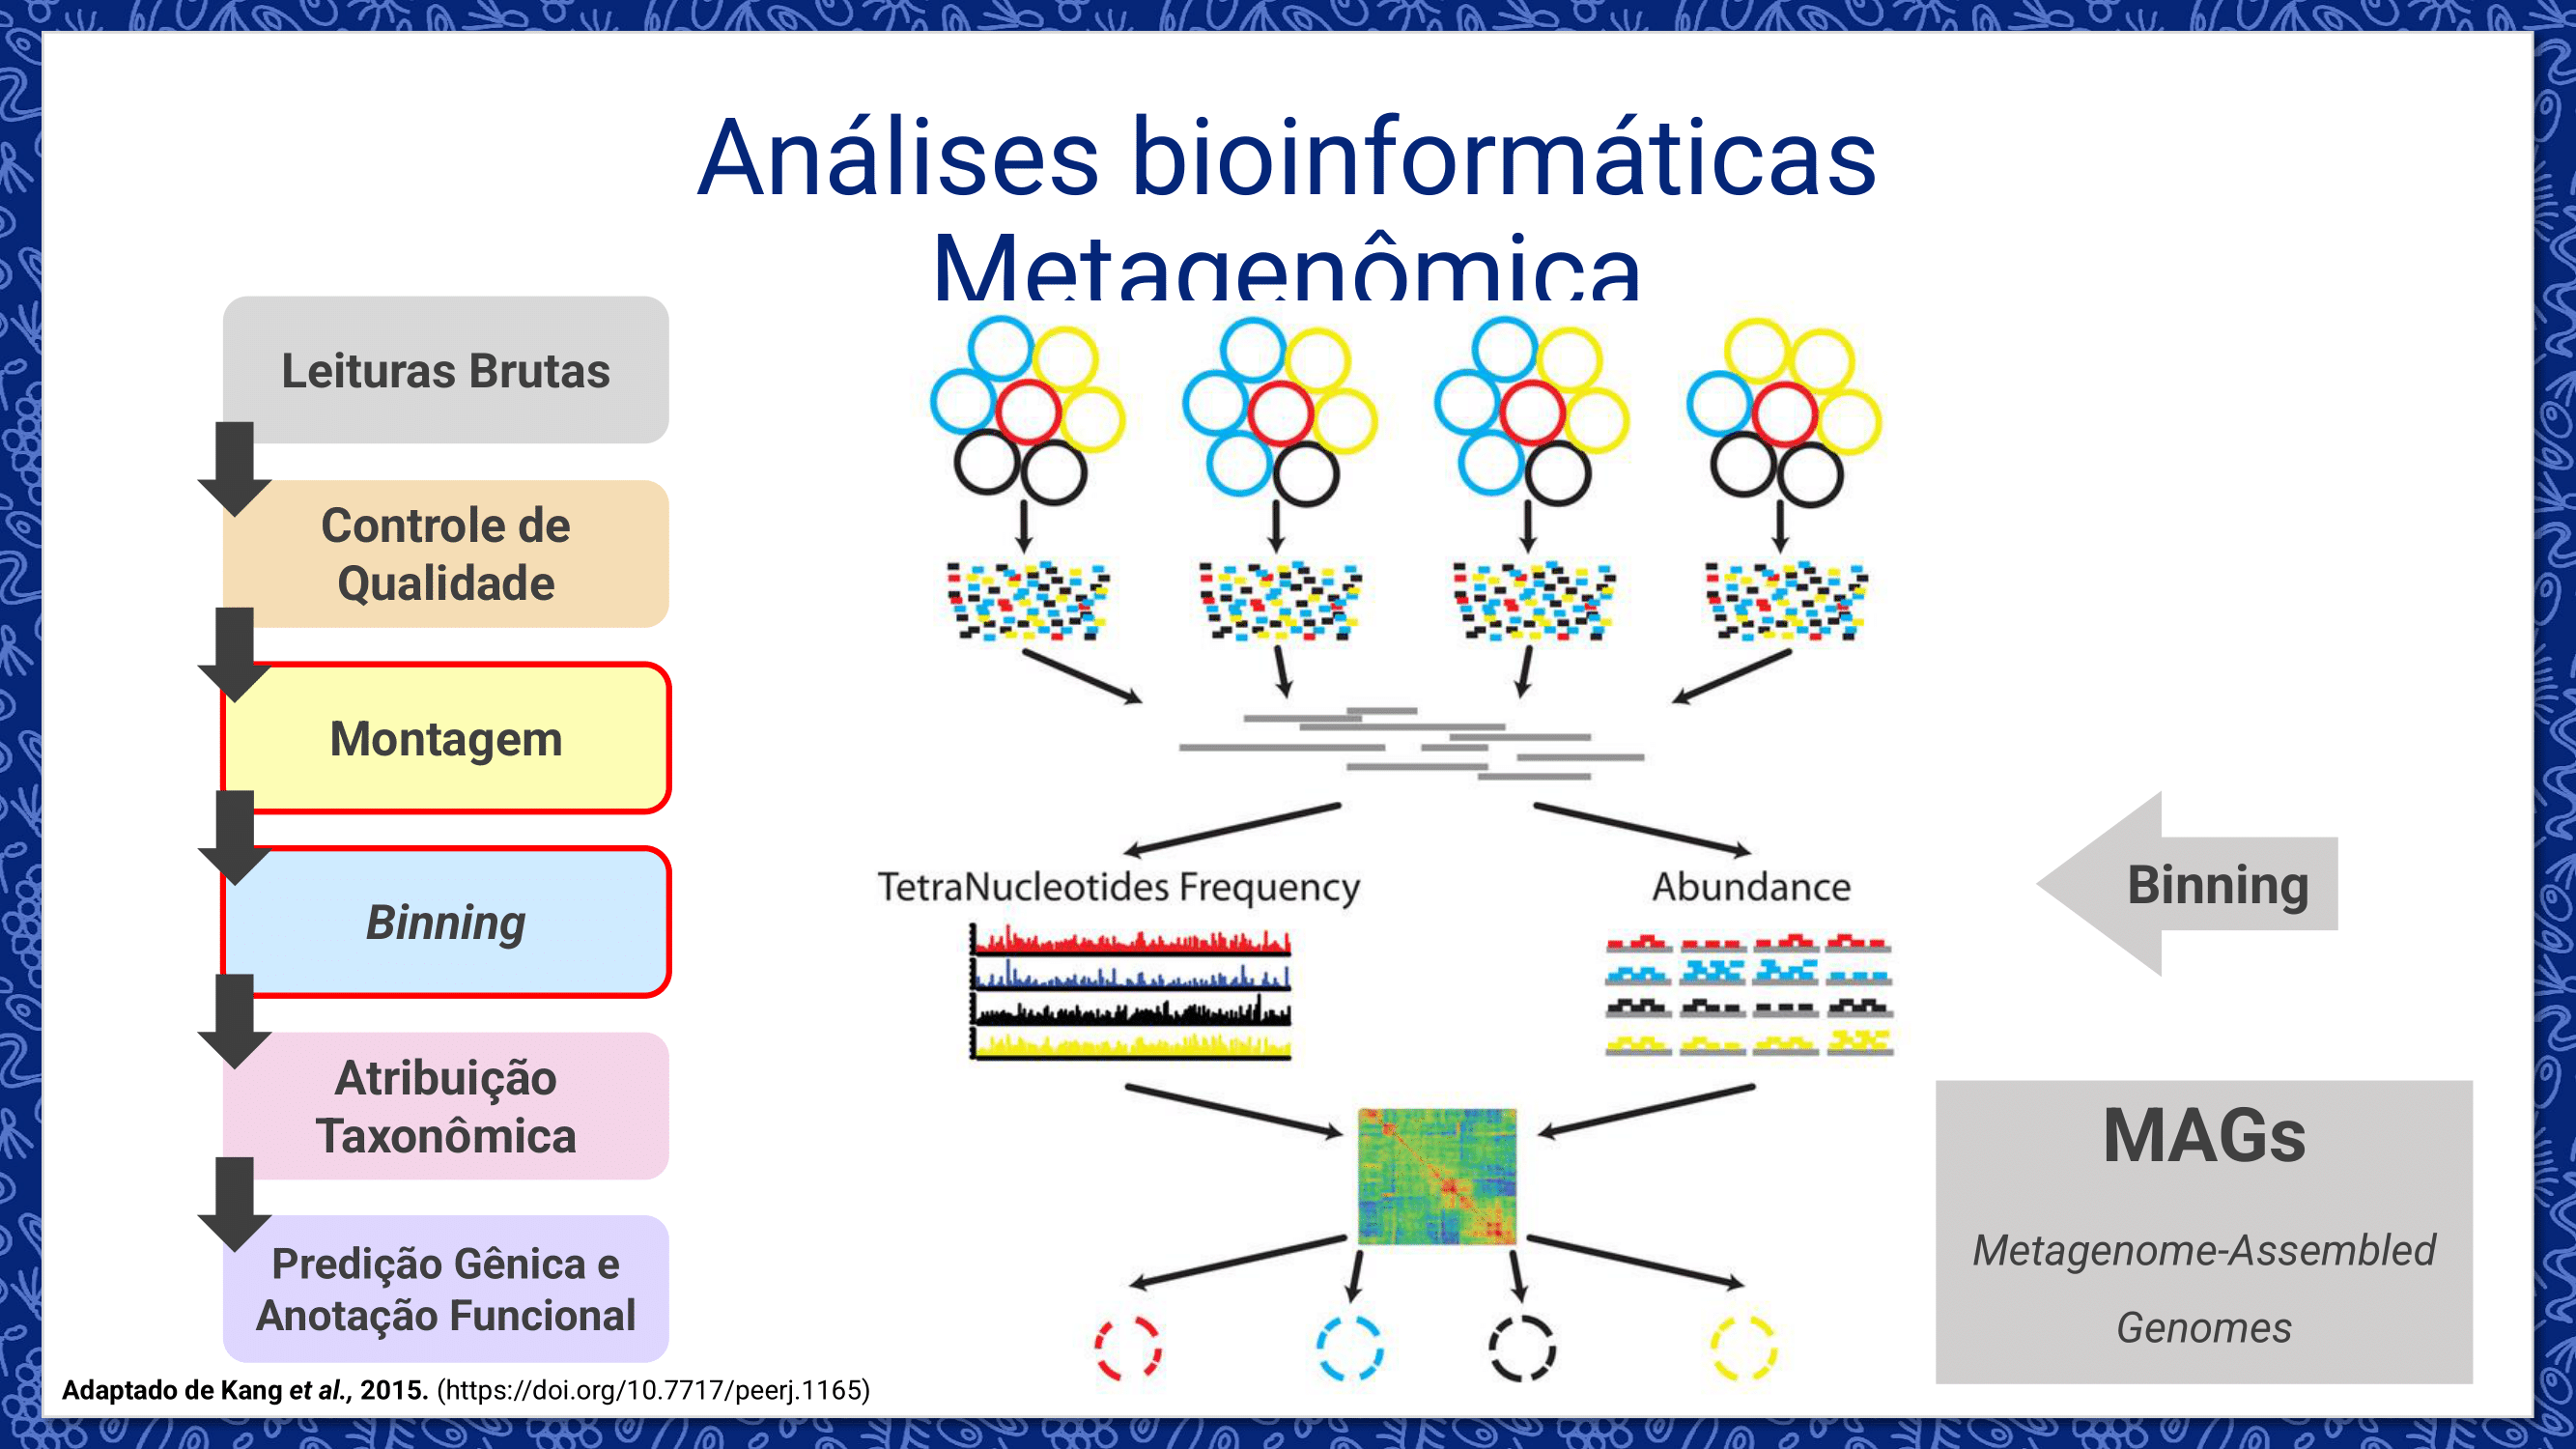 Análises bioinformáticas
Metagenômica
Leituras Brutas
Controle de
Qualidade
Montagem
Binning
Atribuição
Taxonômica
Predição Gênica e
Anotação Funcional
TetraNucleotides Frequency
Abundance
Binning
MAGs
Metagenome-Assembled
Genomes
Adaptado de Kang et al., 2015. (https://doi.org/10.7717/peerj.1165)